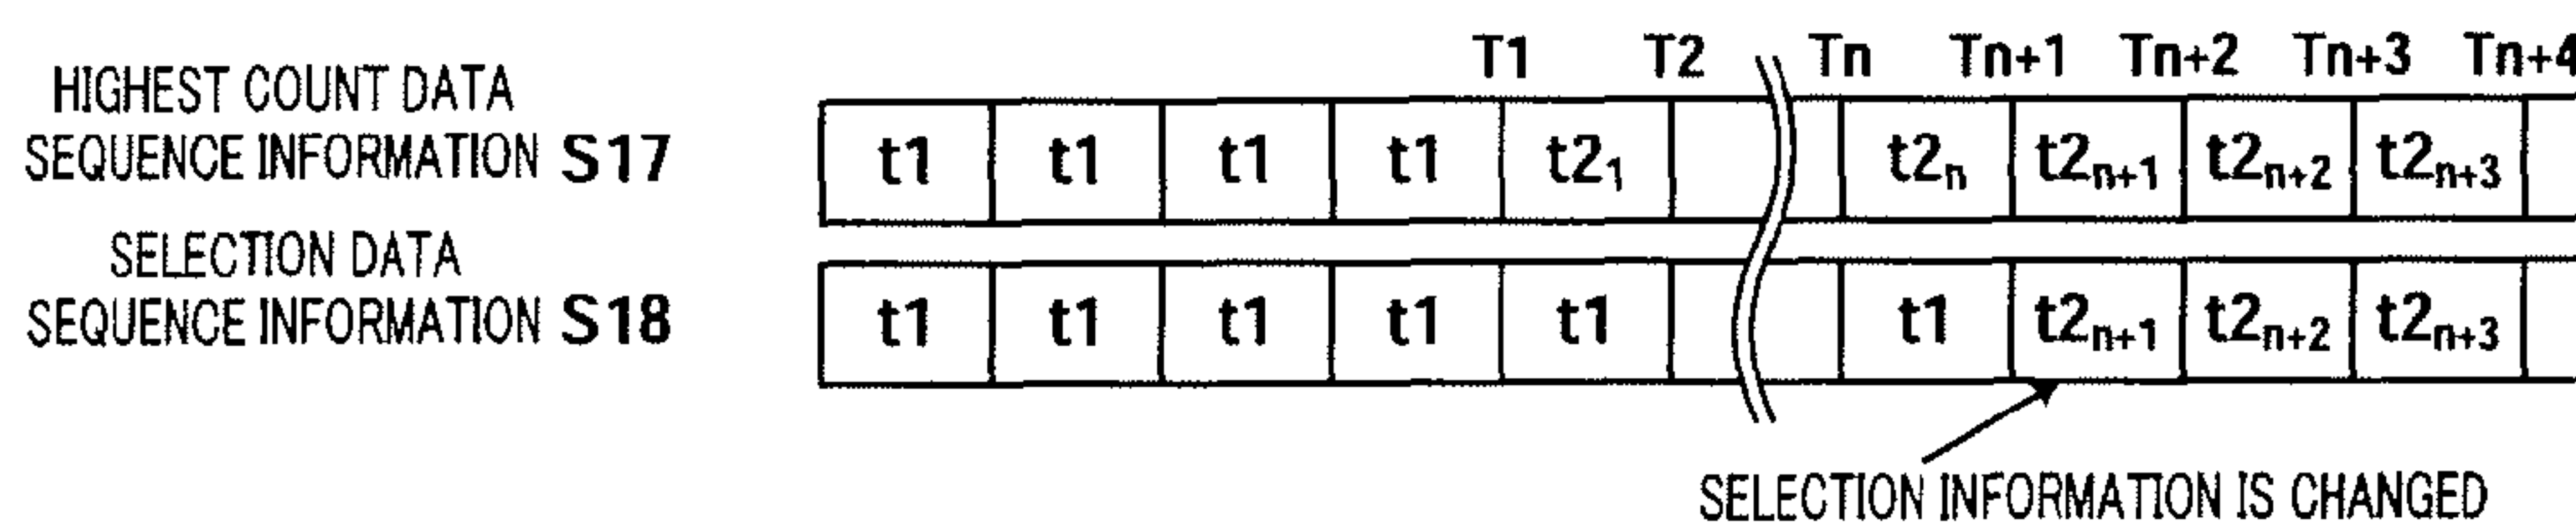 T1 T2 Tn Tn+1 Tn+2 Tn+3 Tn+4
HIGHEST COUNT DATA
SEQUENCE INFORMATION S17
t1 t1 t1 t1 t2₁ t2ₙ t2ₙ₊₁ t2ₙ₊₂ t2ₙ₊₃
SELECTION DATA
SEQUENCE INFORMATION S18
t1 t1 t1 t1 t1 t1 t2ₙ₊₁ t2ₙ₊₂ t2ₙ₊₃
SELECTION INFORMATION IS CHANGED